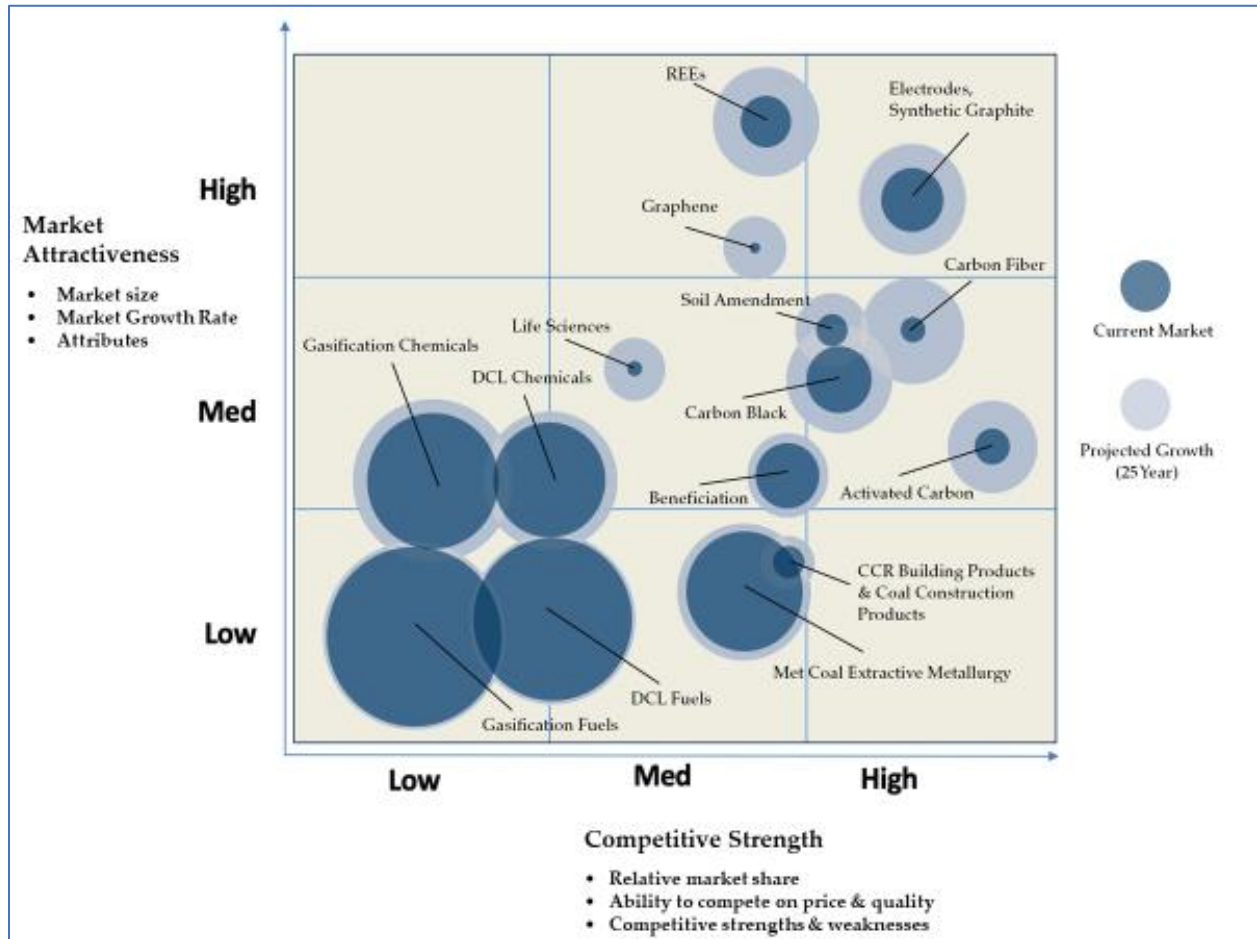 REEs
Electrodes,
Synthetic Graphite
High
Graphene
Market
Attractiveness
• Market size
• Market Growth Rate
• Attributes
Carbon Fiber
Soil Amendment
Life Sciences
Gasification Chemicals
DCL Chemicals
Current Market
Med
Carbon Black
Projected Growth
(25 Year)
Beneficiation
Activated Carbon
CCR Building Products
& Coal Construction
Products
Low
Met Coal Extractive Metallurgy
DCL Fuels
Gasification Fuels
Low
Med
High
Competitive Strength
• Relative market share
• Ability to compete on price & quality
• Competitive strengths & weaknesses